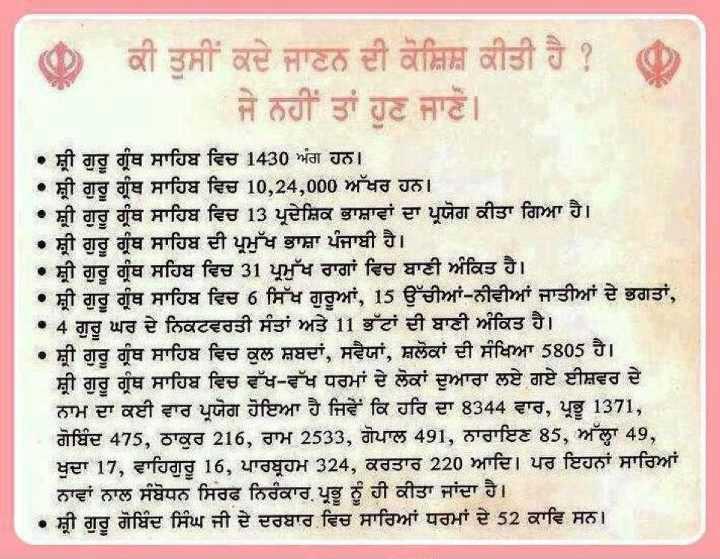 ਕੀ ਤੁਸੀਂ ਕਦੇ ਜਾਣਨ ਦੀ ਕੋਸ਼ਿਸ਼ ਕੀਤੀ ਹੈ ?
ਜੇ ਨਹੀਂ ਤਾਂ ਹੁਣ ਜਾਣੋ।
• ਸ਼੍ਰੀ ਗੁਰੂ ਗ੍ਰੰਥ ਸਾਹਿਬ ਵਿਚ 1430 ਅੰਗ ਹਨ।
• ਸ਼੍ਰੀ ਗੁਰੂ ਗ੍ਰੰਥ ਸਾਹਿਬ ਵਿਚ 10,24,000 ਅੱਖਰ ਹਨ।
• ਸ਼੍ਰੀ ਗੁਰੂ ਗ੍ਰੰਥ ਸਾਹਿਬ ਵਿਚ 13 ਪ੍ਰਦੇਸ਼ਿਕ ਭਾਸ਼ਾਵਾਂ ਦਾ ਪ੍ਰਯੋਗ ਕੀਤਾ ਗਿਆ ਹੈ।
• ਸ਼੍ਰੀ ਗੁਰੂ ਗ੍ਰੰਥ ਸਾਹਿਬ ਦੀ ਪ੍ਰਮੁੱਖ ਭਾਸ਼ਾ ਪੰਜਾਬੀ ਹੈ।
• ਸ਼੍ਰੀ ਗੁਰੂ ਗ੍ਰੰਥ ਸਹਿਬ ਵਿਚ 31 ਪ੍ਰਮੁੱਖ ਰਾਗਾਂ ਵਿਚ ਬਾਣੀ ਅੰਕਿਤ ਹੈ।
• ਸ਼੍ਰੀ ਗੁਰੂ ਗ੍ਰੰਥ ਸਾਹਿਬ ਵਿਚ 6 ਸਿੱਖ ਗੁਰੂਆਂ, 15 ਉੱਚੀਆਂ-ਨੀਵੀਆਂ ਜਾਤੀਆਂ ਦੇ ਭਗਤਾਂ,
• 4 ਗੁਰੂ ਘਰ ਦੇ ਨਿਕਟਵਰਤੀ ਸੰਤਾਂ ਅਤੇ 11 ਭੱਟਾਂ ਦੀ ਬਾਣੀ ਅੰਕਿਤ ਹੈ।
• ਸ਼੍ਰੀ ਗੁਰੂ ਗ੍ਰੰਥ ਸਾਹਿਬ ਵਿਚ ਕੁਲ ਸ਼ਬਦਾਂ, ਸਵੈਯਾਂ, ਸ਼ਲੋਕਾਂ ਦੀ ਸੰਖਿਆ 5805 ਹੈ।
ਸ਼੍ਰੀ ਗੁਰੂ ਗ੍ਰੰਥ ਸਾਹਿਬ ਵਿਚ ਵੱਖ-ਵੱਖ ਧਰਮਾਂ ਦੇ ਲੋਕਾਂ ਦੁਆਰਾ ਲਏ ਗਏ ਈਸ਼ਵਰ ਦੇ
ਨਾਮ ਦਾ ਕਈ ਵਾਰ ਪ੍ਰਯੋਗ ਹੋਇਆ ਹੈ ਜਿਵੇਂ ਕਿ ਹਰਿ ਦਾ 8344 ਵਾਰ, ਪ੍ਰਭੂ 1371,
ਗੋਬਿੰਦ 475, ਠਾਕੁਰ 216, ਰਾਮ 2533, ਗੋਪਾਲ 491, ਨਾਰਾਇਣ 85, ਅੱਲ੍ਹਾ 49,
ਖੁਦਾ 17, ਵਾਹਿਗੁਰੂ 16, ਪਾਰਬ੍ਰਹਮ 324, ਕਰਤਾਰ 220 ਆਦਿ। ਪਰ ਇਹਨਾਂ ਸਾਰਿਆਂ
ਨਾਵਾਂ ਨਾਲ ਸੰਬੋਧਨ ਸਿਰਫ ਨਿਰੰਕਾਰ ਪ੍ਰਭੂ ਨੂੰ ਹੀ ਕੀਤਾ ਜਾਂਦਾ ਹੈ।
• ਸ਼੍ਰੀ ਗੁਰੂ ਗੋਬਿੰਦ ਸਿੰਘ ਜੀ ਦੇ ਦਰਬਾਰ ਵਿਚ ਸਾਰਿਆਂ ਧਰਮਾਂ ਦੇ 52 ਕਾਵਿ ਸਨ।